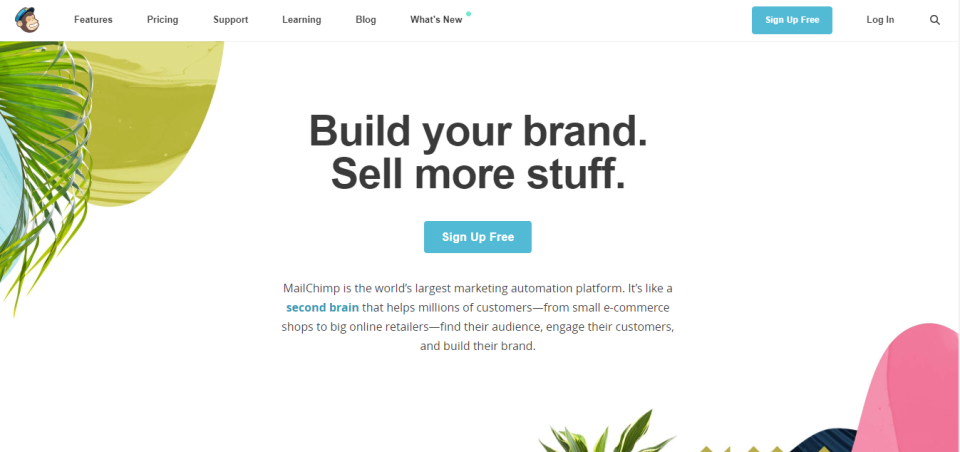 Features Pricing Support Learning Blog What's New Sign Up Free Log In
Build your brand.
Sell more stuff.
Sign Up Free
MailChimp is the world’s largest marketing automation platform. It’s like a
second brain that helps millions of customers—from small e-commerce
shops to big online retailers—find their audience, engage their customers,
and build their brand.